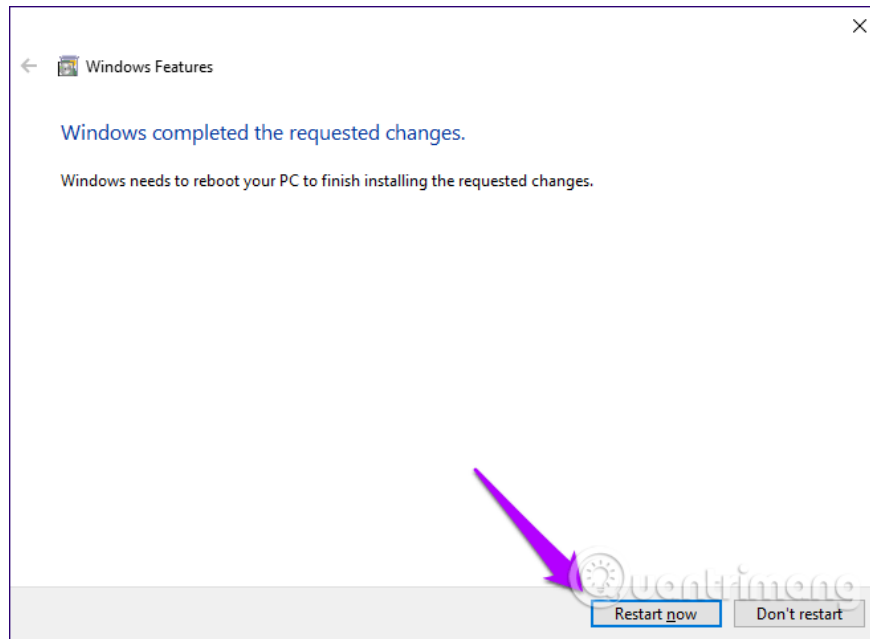 Windows Features
Windows completed the requested changes.
Windows needs to reboot your PC to finish installing the requested changes.
Quantrimang
Restart now
Don't restart